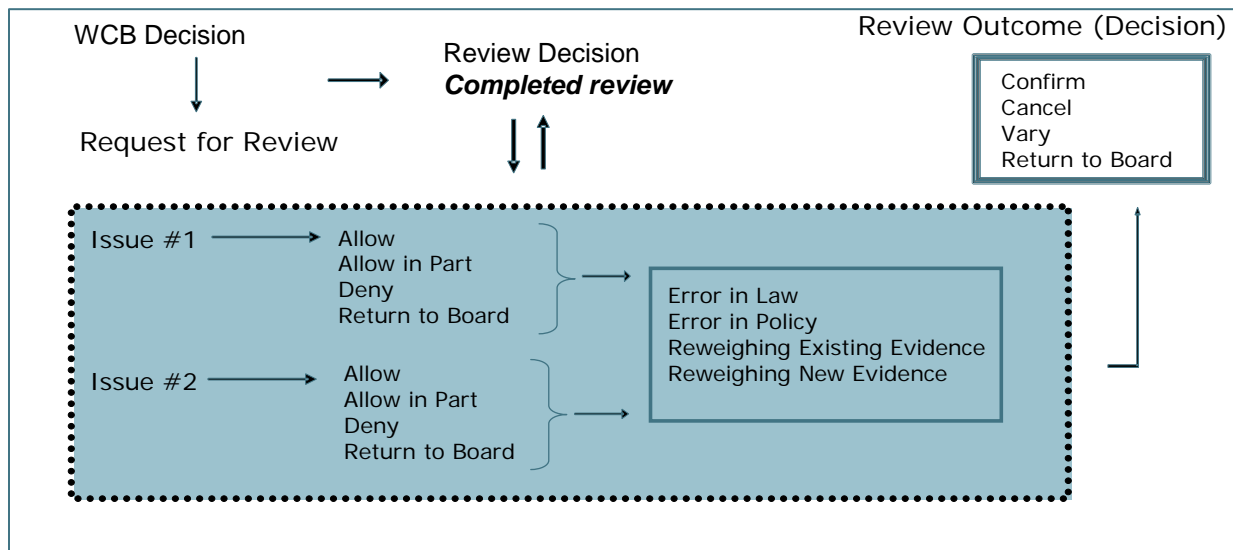 WCB Decision
Request for Review
Review Decision
Completed review
Review Outcome (Decision)
Confirm
Cancel
Vary
Return to Board
Issue #1
Allow
Allow in Part
Deny
Return to Board
Issue #2
Allow
Allow in Part
Deny
Return to Board
Error in Law
Error in Policy
Reweighing Existing Evidence
Reweighing New Evidence